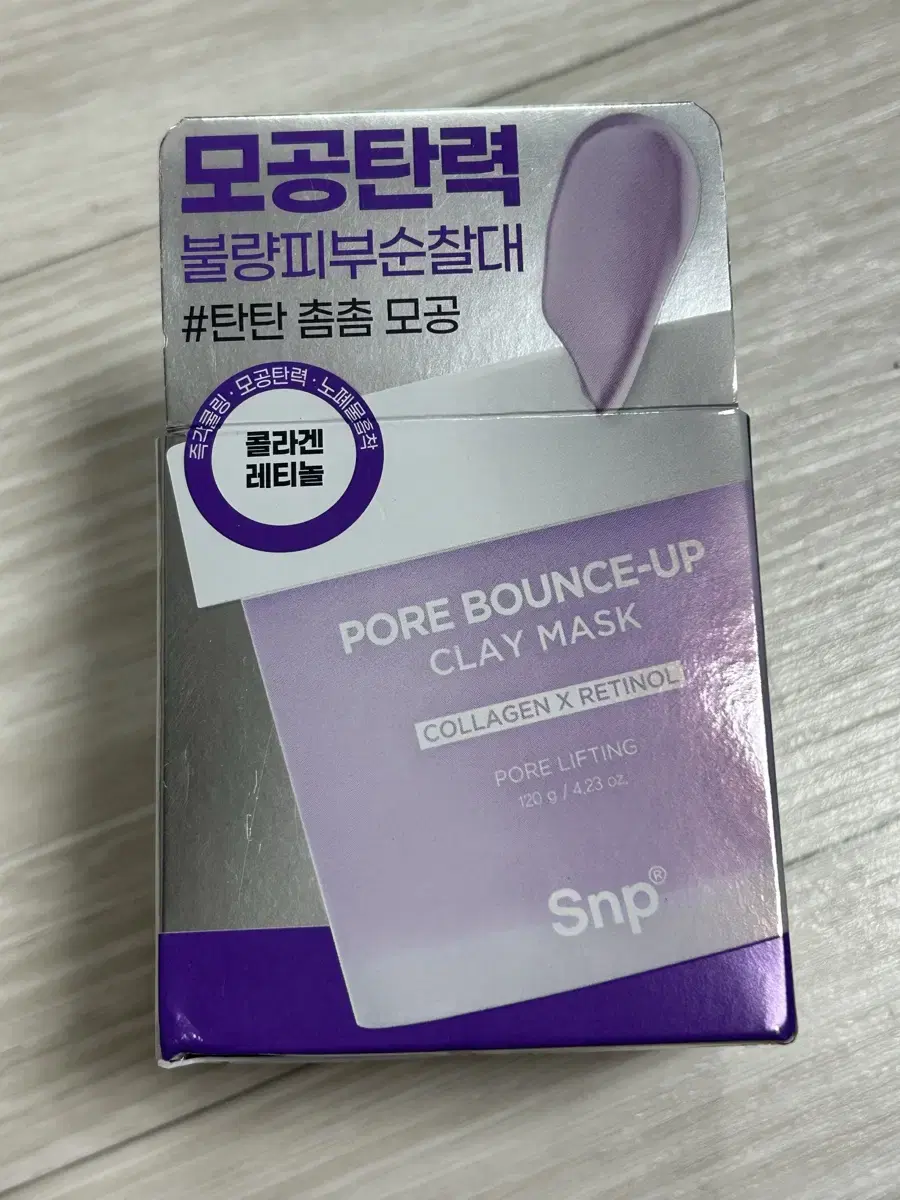 모공탄력
불량피부순찰대
#탄탄 촘촘 모공
즉각쿨링 · 모공탄력 · 노폐물흡착
콜라겐
레티놀
PORE BOUNCE-UP
CLAY MASK
COLLAGEN X RETINOL
PORE LIFTING
120 g / 4.23 oz.
Snp®